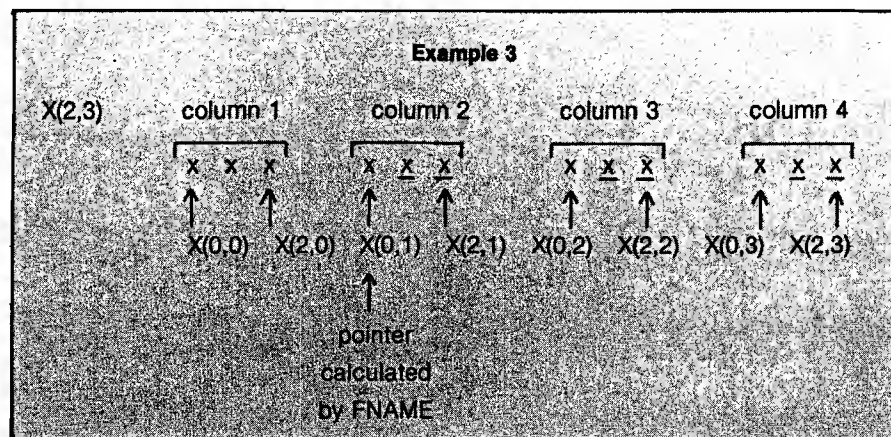 Example 3
X(2,3) column 1 column 2 column 3 column 4
x x x x x x x x x x x x
X(0,0) X(2,0) X(0,1) X(2,1) X(0,2) X(2,2) X(0,3) X(2,3)
pointer
calculated
by FNAME